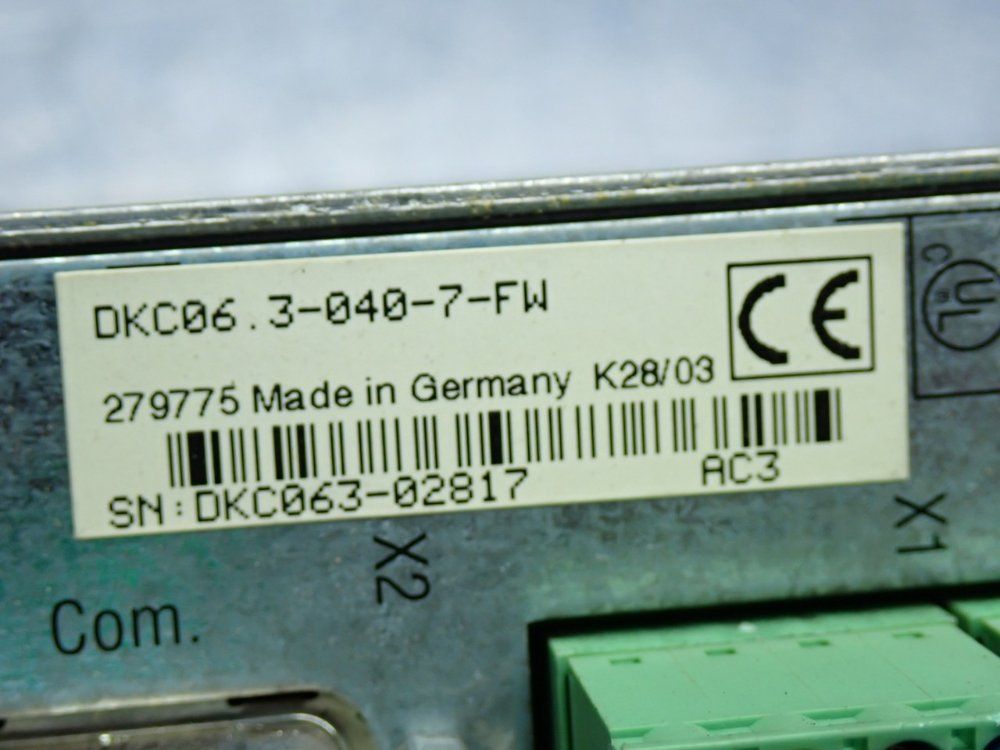 DKC06.3-040-7-FW
CE
279775 Made in Germany K28/03
SN:DKC063-02817 AC3
X2
X1
Com.
C UL